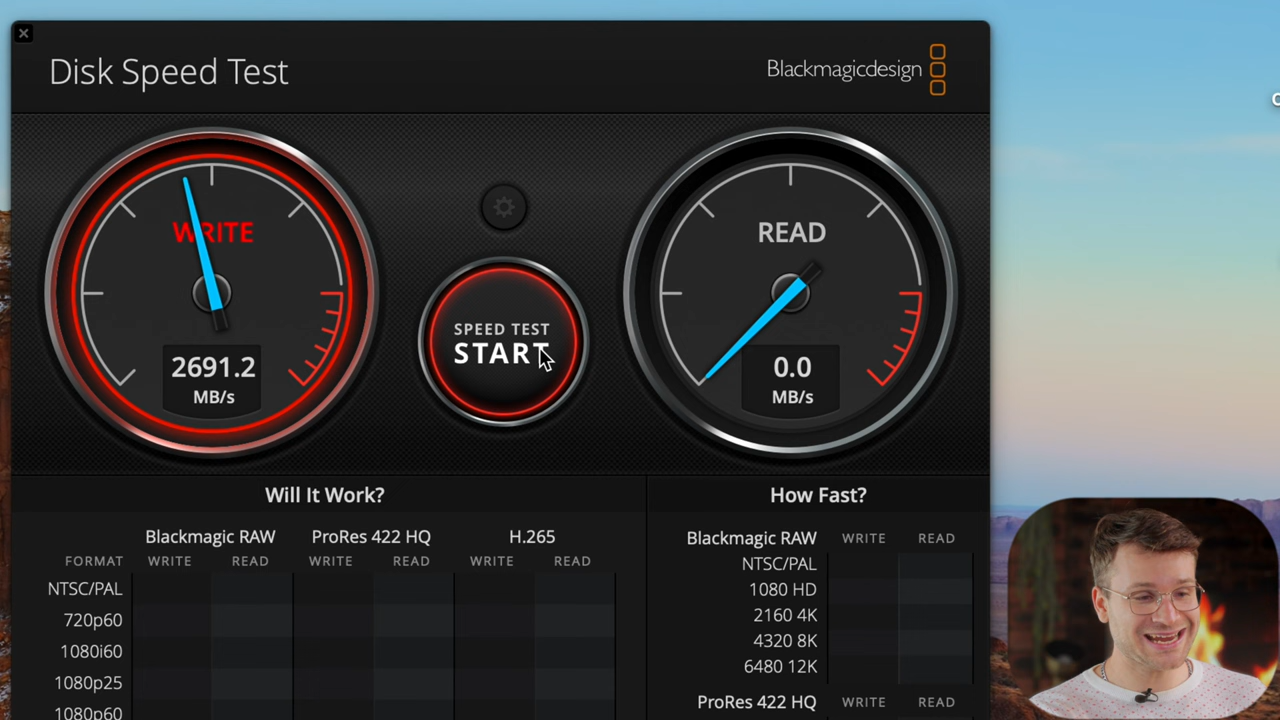 Disk Speed Test
Blackmagicdesign
WRITE
2691.2
MB/s
SPEED TEST
START
READ
0.0
MB/s
Will It Work?
Blackmagic RAW ProRes 422 HQ H.265
FORMAT WRITE READ WRITE READ WRITE READ
NTSC/PAL
720p60
1080i60
1080p25
1080p60
How Fast?
Blackmagic RAW WRITE READ
NTSC/PAL
1080 HD
2160 4K
4320 8K
6480 12K
ProRes 422 HQ WRITE READ